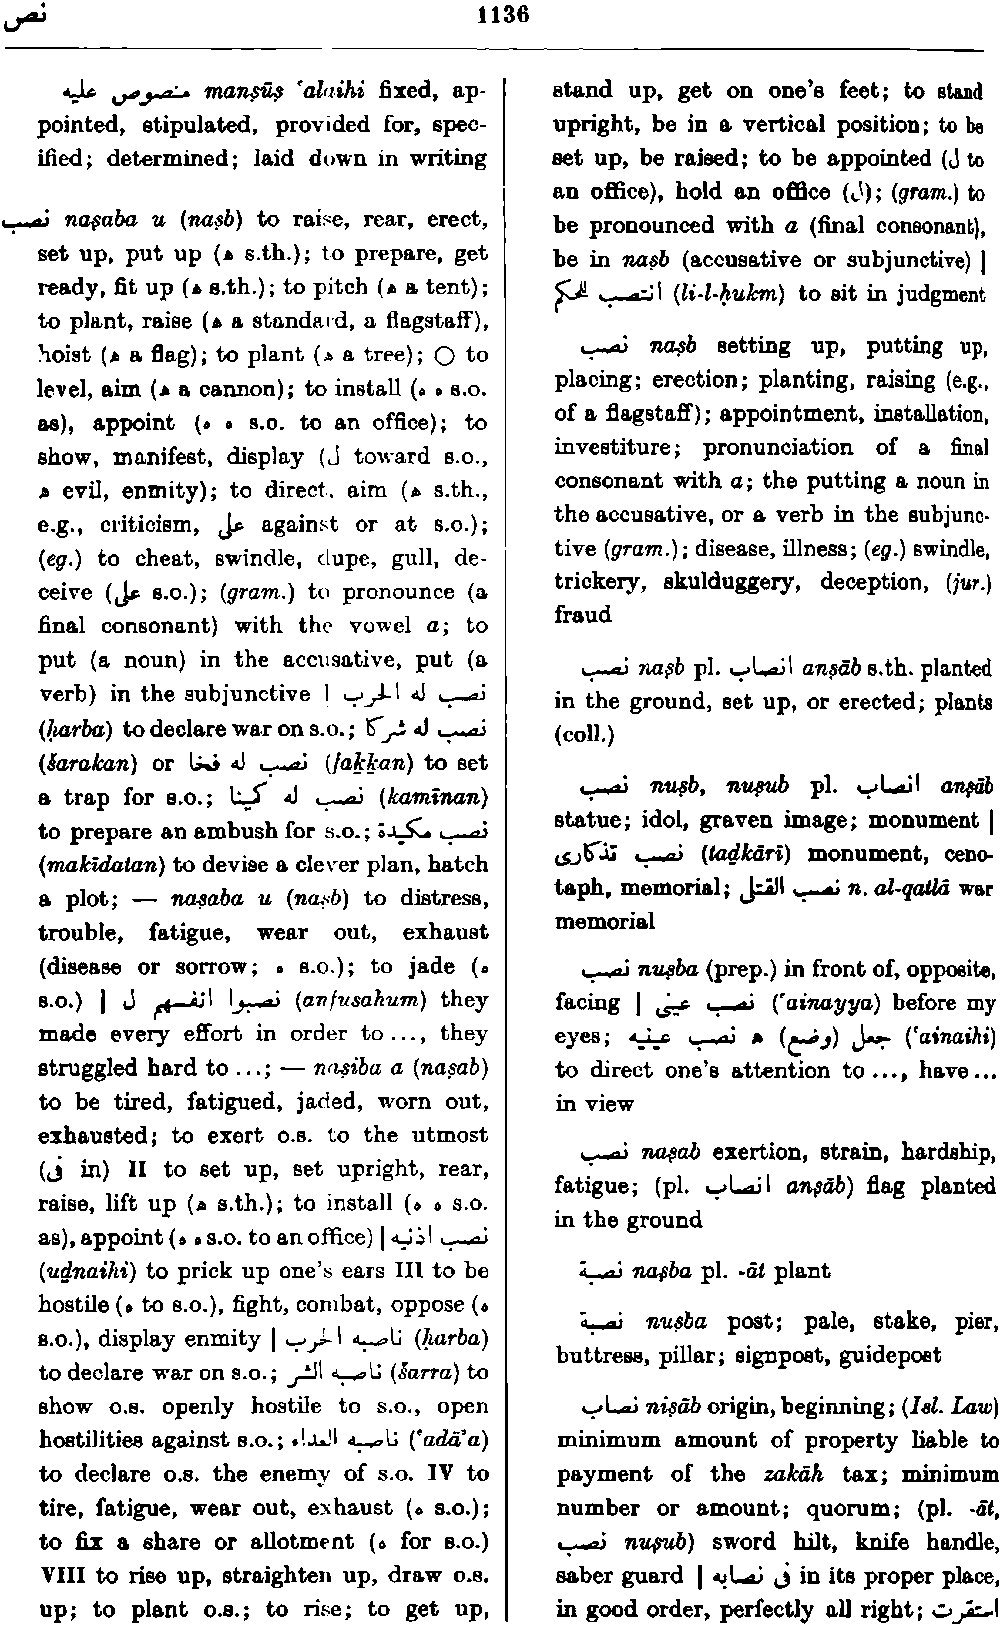 نص
1136
منصوص عليه manṣūṣ ‘alaihi fixed, ap-
pointed, stipulated, provided for, spec-
ified; determined; laid down in writing
نصب naṣaba u (naṣb) to raise, rear, erect,
set up, put up (ه s.th.); to prepare, get
ready, fit up (ه s.th.); to pitch (ه a tent);
to plant, raise (ه a standard, a flagstaff),
hoist (ه a flag); to plant (ه a tree); ○ to
level, aim (ه a cannon); to install (ه ه s.o.
as), appoint (ه ه s.o. to an office); to
show, manifest, display (ل toward s.o.,
ه evil, enmity); to direct, aim (ه s.th.,
e.g., criticism, على against or at s.o.);
(eg.) to cheat, swindle, dupe, gull, de-
ceive (على s.o.); (gram.) to pronounce (a
final consonant) with the vowel a; to
put (a noun) in the accusative, put (a
verb) in the subjunctive | نصب له الحرب
(ḥarba) to declare war on s.o.; نصب له شركا
(šarakan) or نصب له فخا (fakkan) to set
a trap for s.o.; نصب له كمينا (kamīnan)
to prepare an ambush for s.o.; نصب مكيدة
(makīdatan) to devise a clever plan, hatch
a plot; — naṣaba u (naṣb) to distress,
trouble, fatigue, wear out, exhaust
(disease or sorrow; ه s.o.); to jade (ه
s.o.) | نصبوا انفسهم ل (anfusahum) they
made every effort in order to ..., they
struggled hard to ...; — naṣiba a (naṣab)
to be tired, fatigued, jaded, worn out,
exhausted; to exert o.s. to the utmost
(فى in) II to set up, set upright, rear,
raise, lift up (ه s.th.); to install (ه ه s.o.
as), appoint (ه ه s.o. to an office) | نصب اذنيه
(uḏnaihi) to prick up one's ears III to be
hostile (ه to s.o.), fight, combat, oppose (ه
s.o.), display enmity | ناصبه الحرب (ḥarba)
to declare war on s.o.; ناصبه الشر (šarra) to
show o.s. openly hostile to s.o., open
hostilities against s.o.; ناصبه العداء (‘adā’a)
to declare o.s. the enemy of s.o. IV to
tire, fatigue, wear out, exhaust (ه s.o.);
to fix a share or allotment (ه for s.o.)
VIII to rise up, straighten up, draw o.s.
up; to plant o.s.; to rise; to get up,
stand up, get on one's feet; to stand
upright, be in a vertical position; to be
set up, be raised; to be appointed (ل to
an office), hold an office (ل); (gram.) to
be pronounced with a (final consonant),
be in naṣb (accusative or subjunctive) |
انتصب للحكم (li-l-ḥukm) to sit in judgment
نصب naṣb setting up, putting up,
placing; erection; planting, raising (e.g.,
of a flagstaff); appointment, installation,
investiture; pronunciation of a final
consonant with a; the putting a noun in
the accusative, or a verb in the subjunc-
tive (gram.); disease, illness; (eg.) swindle,
trickery, skulduggery, deception, (jur.)
fraud
نصب naṣb pl. انصاب anṣāb s.th. planted
in the ground, set up, or erected; plants
(coll.)
نصب nuṣb, nuṣub pl. انصاب anṣāb
statue; idol, graven image; monument |
نصب تذكارى (taḏkārī) monument, ceno-
taph, memorial; نصب القتلى n. al-qatlā war
memorial
نصب nuṣba (prep.) in front of, opposite,
facing | نصب عينى (‘ainayya) before my
eyes; جعل (وضع) ه نصب عينيه (‘ainaihi)
to direct one's attention to ..., have ...
in view
نصب naṣab exertion, strain, hardship,
fatigue; (pl. انصاب anṣāb) flag planted
in the ground
نصبة naṣba pl. -āt plant
نصبة nuṣba post; pale, stake, pier,
buttress, pillar; signpost, guidepost
نصاب niṣāb origin, beginning; (Isl. Law)
minimum amount of property liable to
payment of the zakāh tax; minimum
number or amount; quorum; (pl. -āt,
نصب nuṣub) sword hilt, knife handle,
saber guard | فى نصابه in its proper place,
in good order, perfectly all right; استقرت